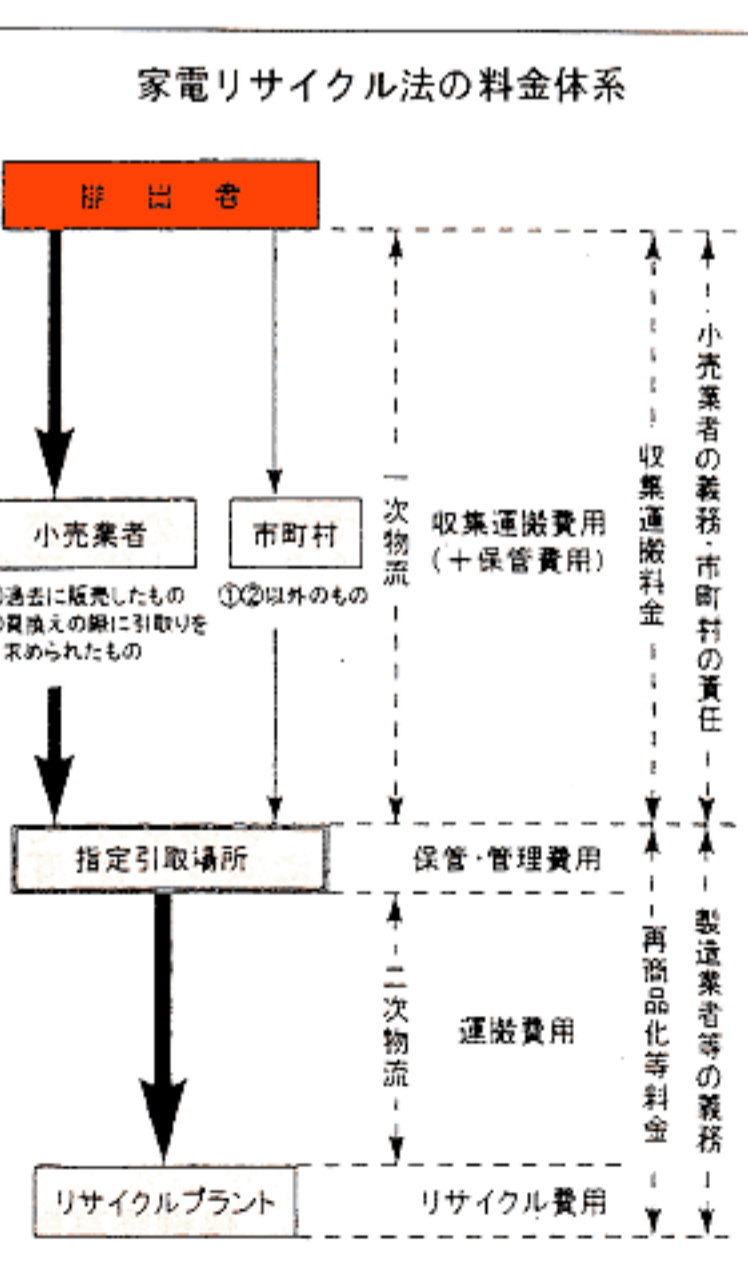 家電リサイクル法の料金体系
排出者
小売業者
市町村
過去に販売したもの
買換えの際に引取りを
求められたもの
①②以外のもの
一次物流
収集運搬費用
(+保管費用)
収集運搬料金
小売業者の義務・市町村の責任
指定引取場所
保管・管理費用
二次物流
運搬費用
再商品化等料金
製造業者等の義務
リサイクルプラント
リサイクル費用